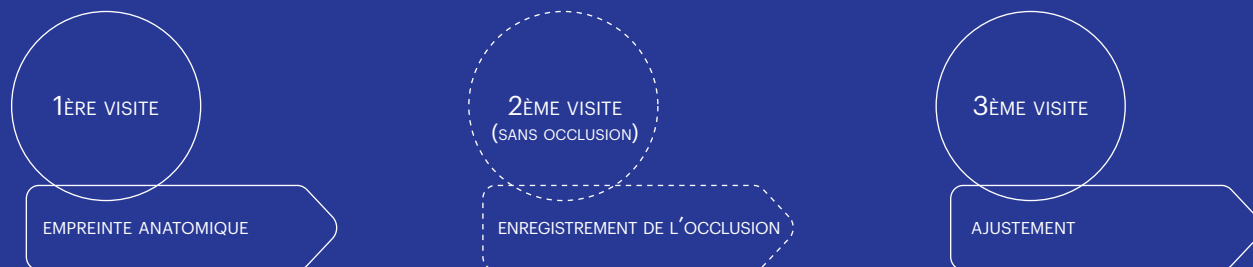 1ÈRE VISITE
2ÈME VISITE
(SANS OCCLUSION)
3ÈME VISITE
EMPREINTE ANATOMIQUE
ENREGISTREMENT DE L'OCCLUSION
AJUSTEMENT